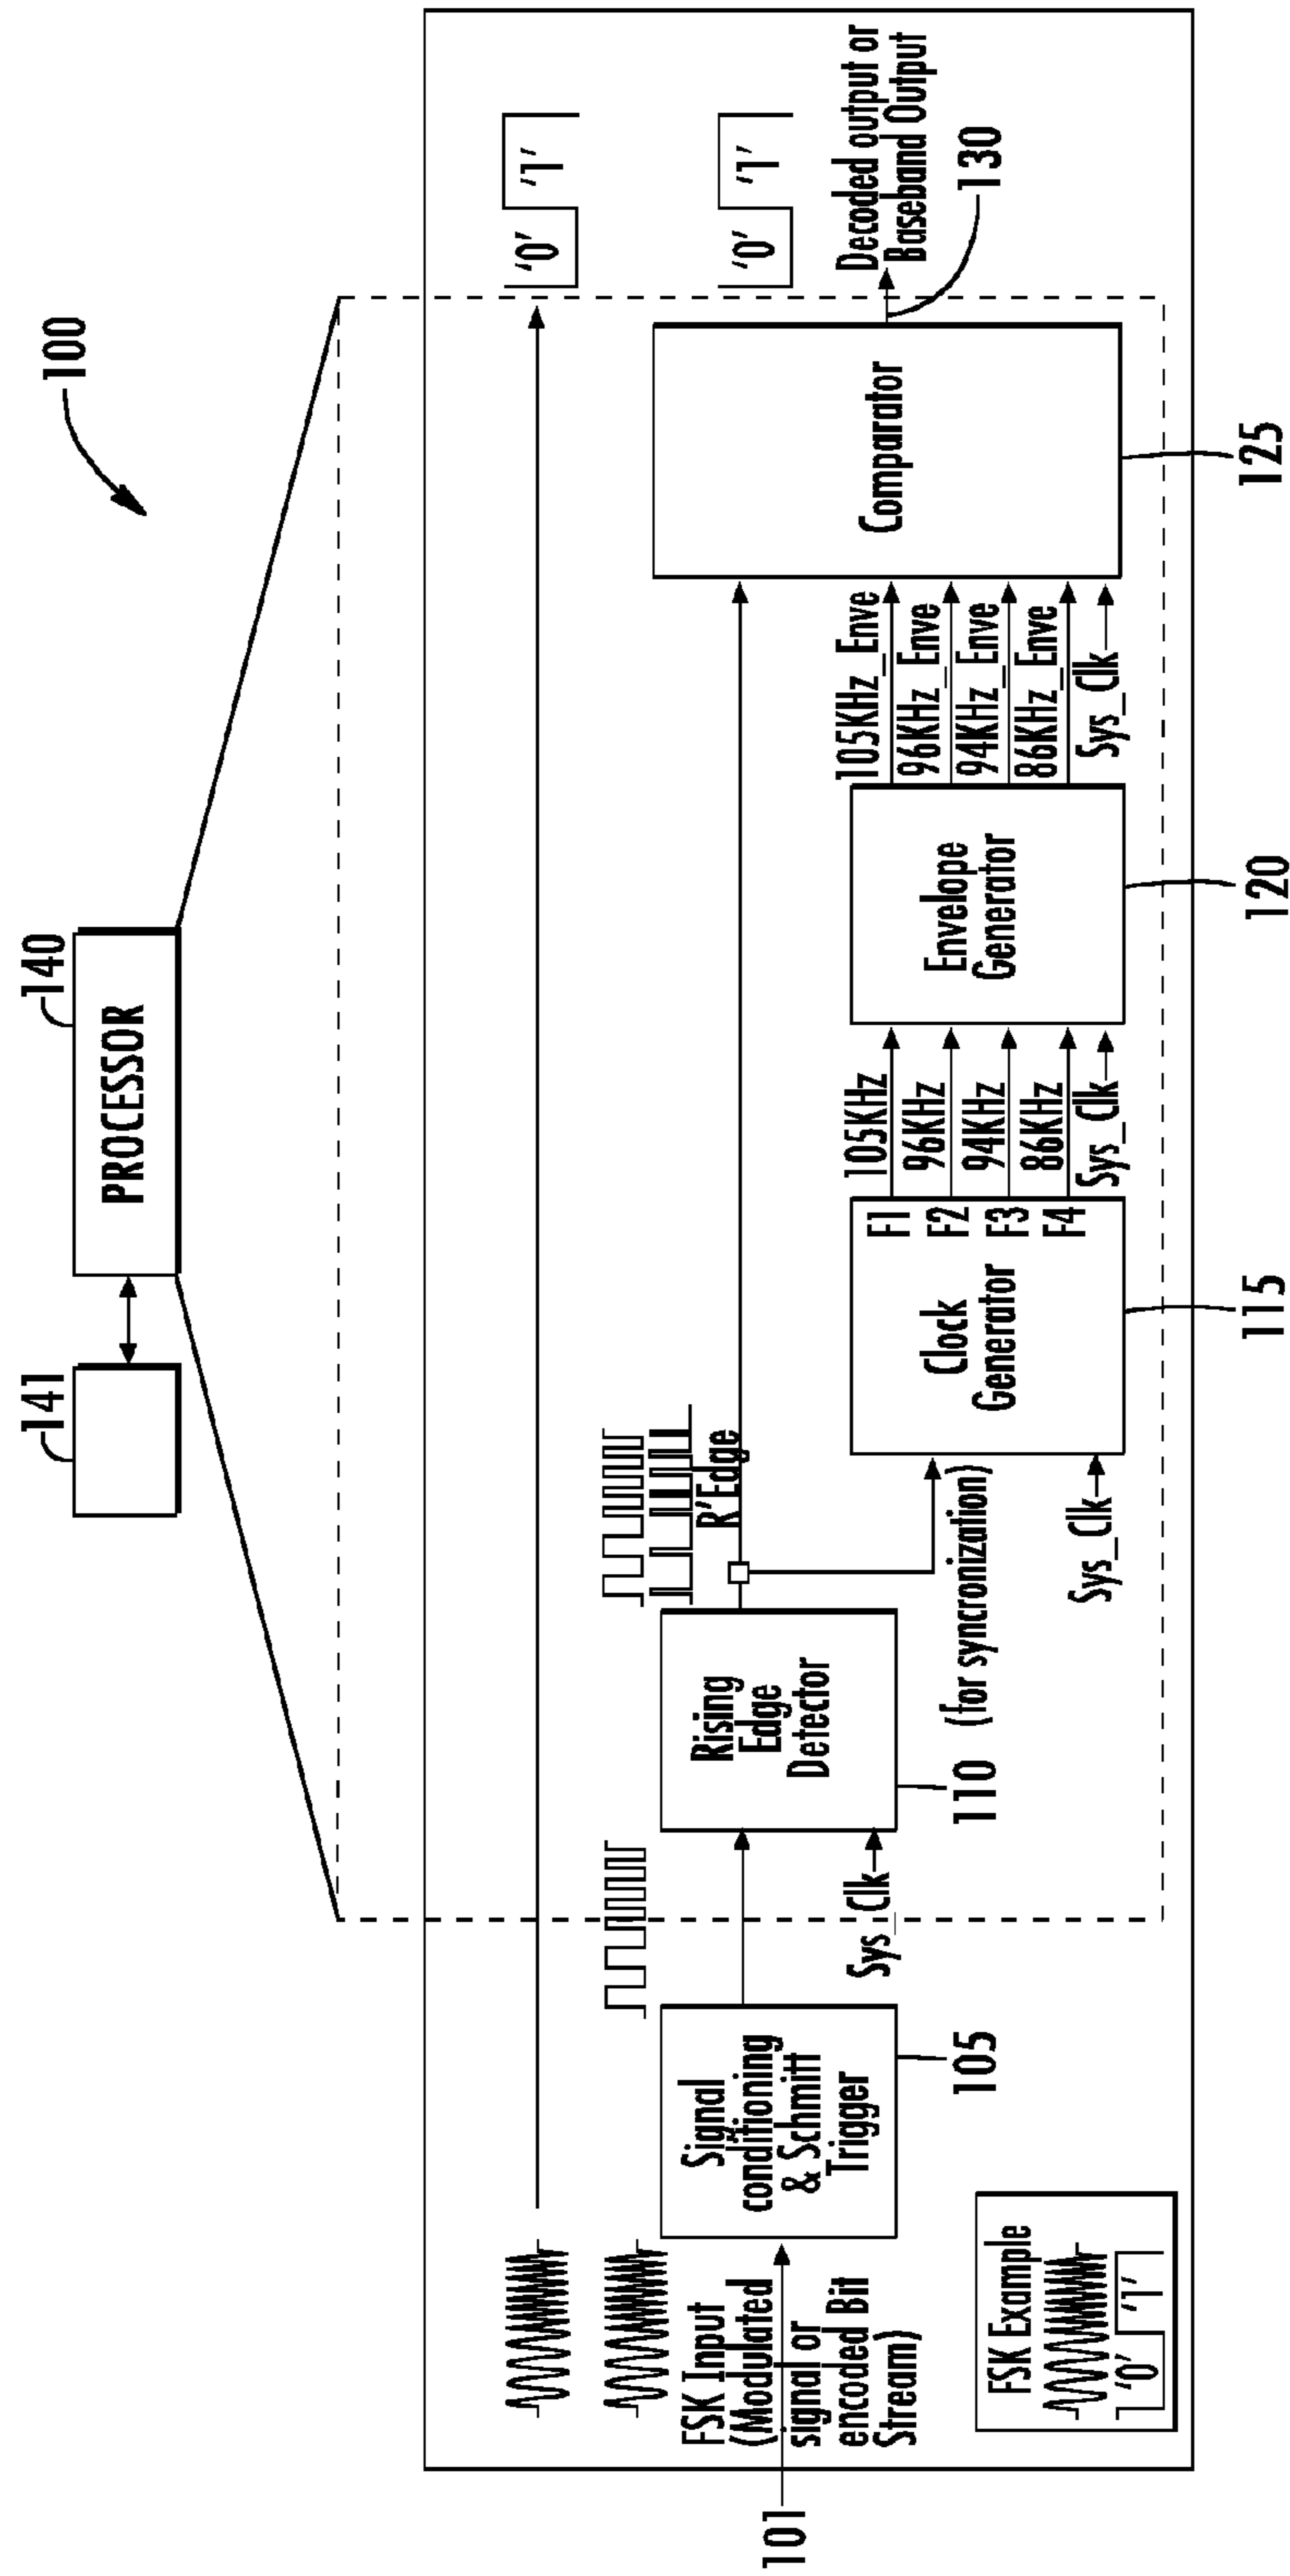 100
140
PROCESSOR
141
'0'
'1'
'0'
'1'
Decoded output or
Baseband Output
130
FSK Input
(Modulated
signal or
encoded Bit
Stream)
101
Signal
conditioning
& Schmitt
Trigger
105
Sys_Clk
Rising
Edge
Detector
110
R'Edge
(for syncronization)
Sys_Clk
Clock
Generator
F1
F2
F3
F4
115
105KHz
96KHz
94KHz
86KHz
Sys_Clk
Envelope
Generator
120
105KHz_Enve
96KHz_Enve
94KHz_Enve
86KHz_Enve
Sys_Clk
Comparator
125
FSK Example
'0'
'1'